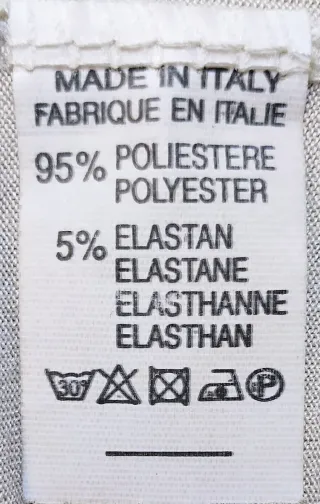 MADE IN ITALY
FABRIQUE EN ITALIE
95% POLIESTERE
POLYESTER
5% ELASTAN
ELASTANE
ELASTHANNE
ELASTHAN
30° P